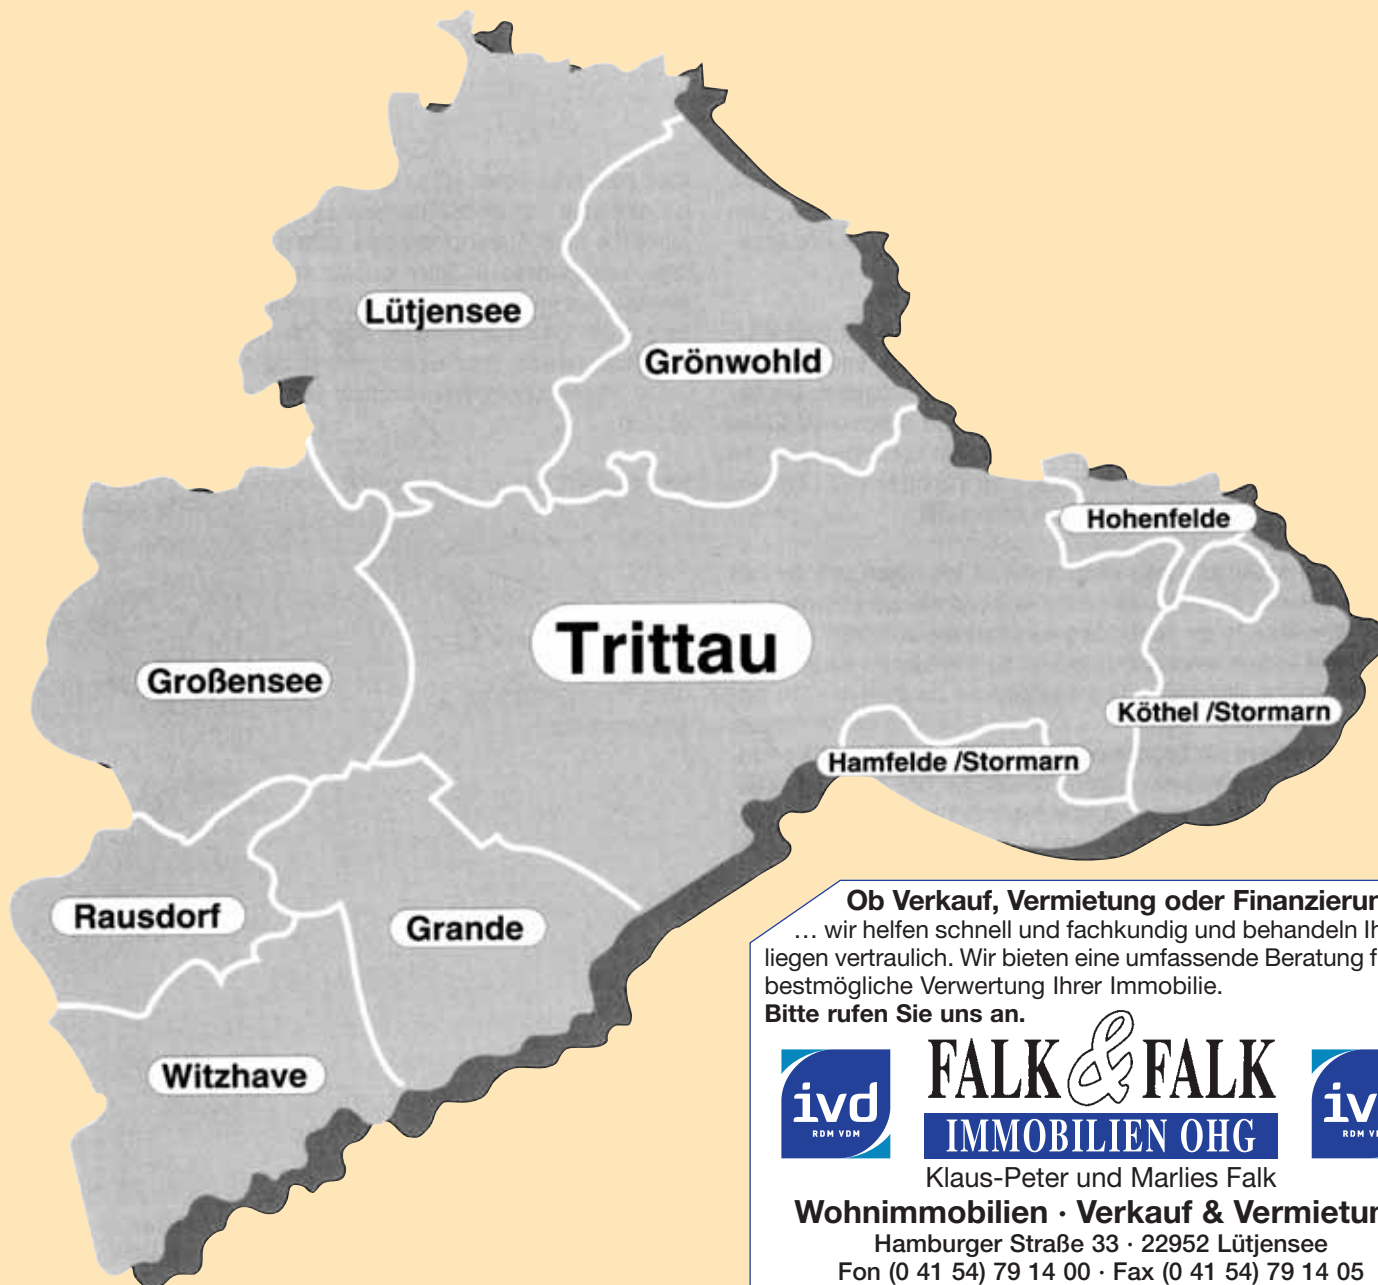 Lütjensee
Grönwohld
Hohenfelde
Trittau
Großensee
Köthel /Stormarn
Hamfelde /Stormarn
Rausdorf
Grande
Witzhave
Ob Verkauf, Vermietung oder Finanzierun
... wir helfen schnell und fachkundig und behandeln Ih
liegen vertraulich. Wir bieten eine umfassende Beratung f
bestmögliche Verwertung Ihrer Immobilie.
Bitte rufen Sie uns an.
ivd
RDM VDM
FALK & FALK
IMMOBILIEN OHG
iv
RDM V
Klaus-Peter und Marlies Falk
Wohnimmobilien · Verkauf & Vermietun
Hamburger Straße 33 · 22952 Lütjensee
Fon (0 41 54) 79 14 00 · Fax (0 41 54) 79 14 05